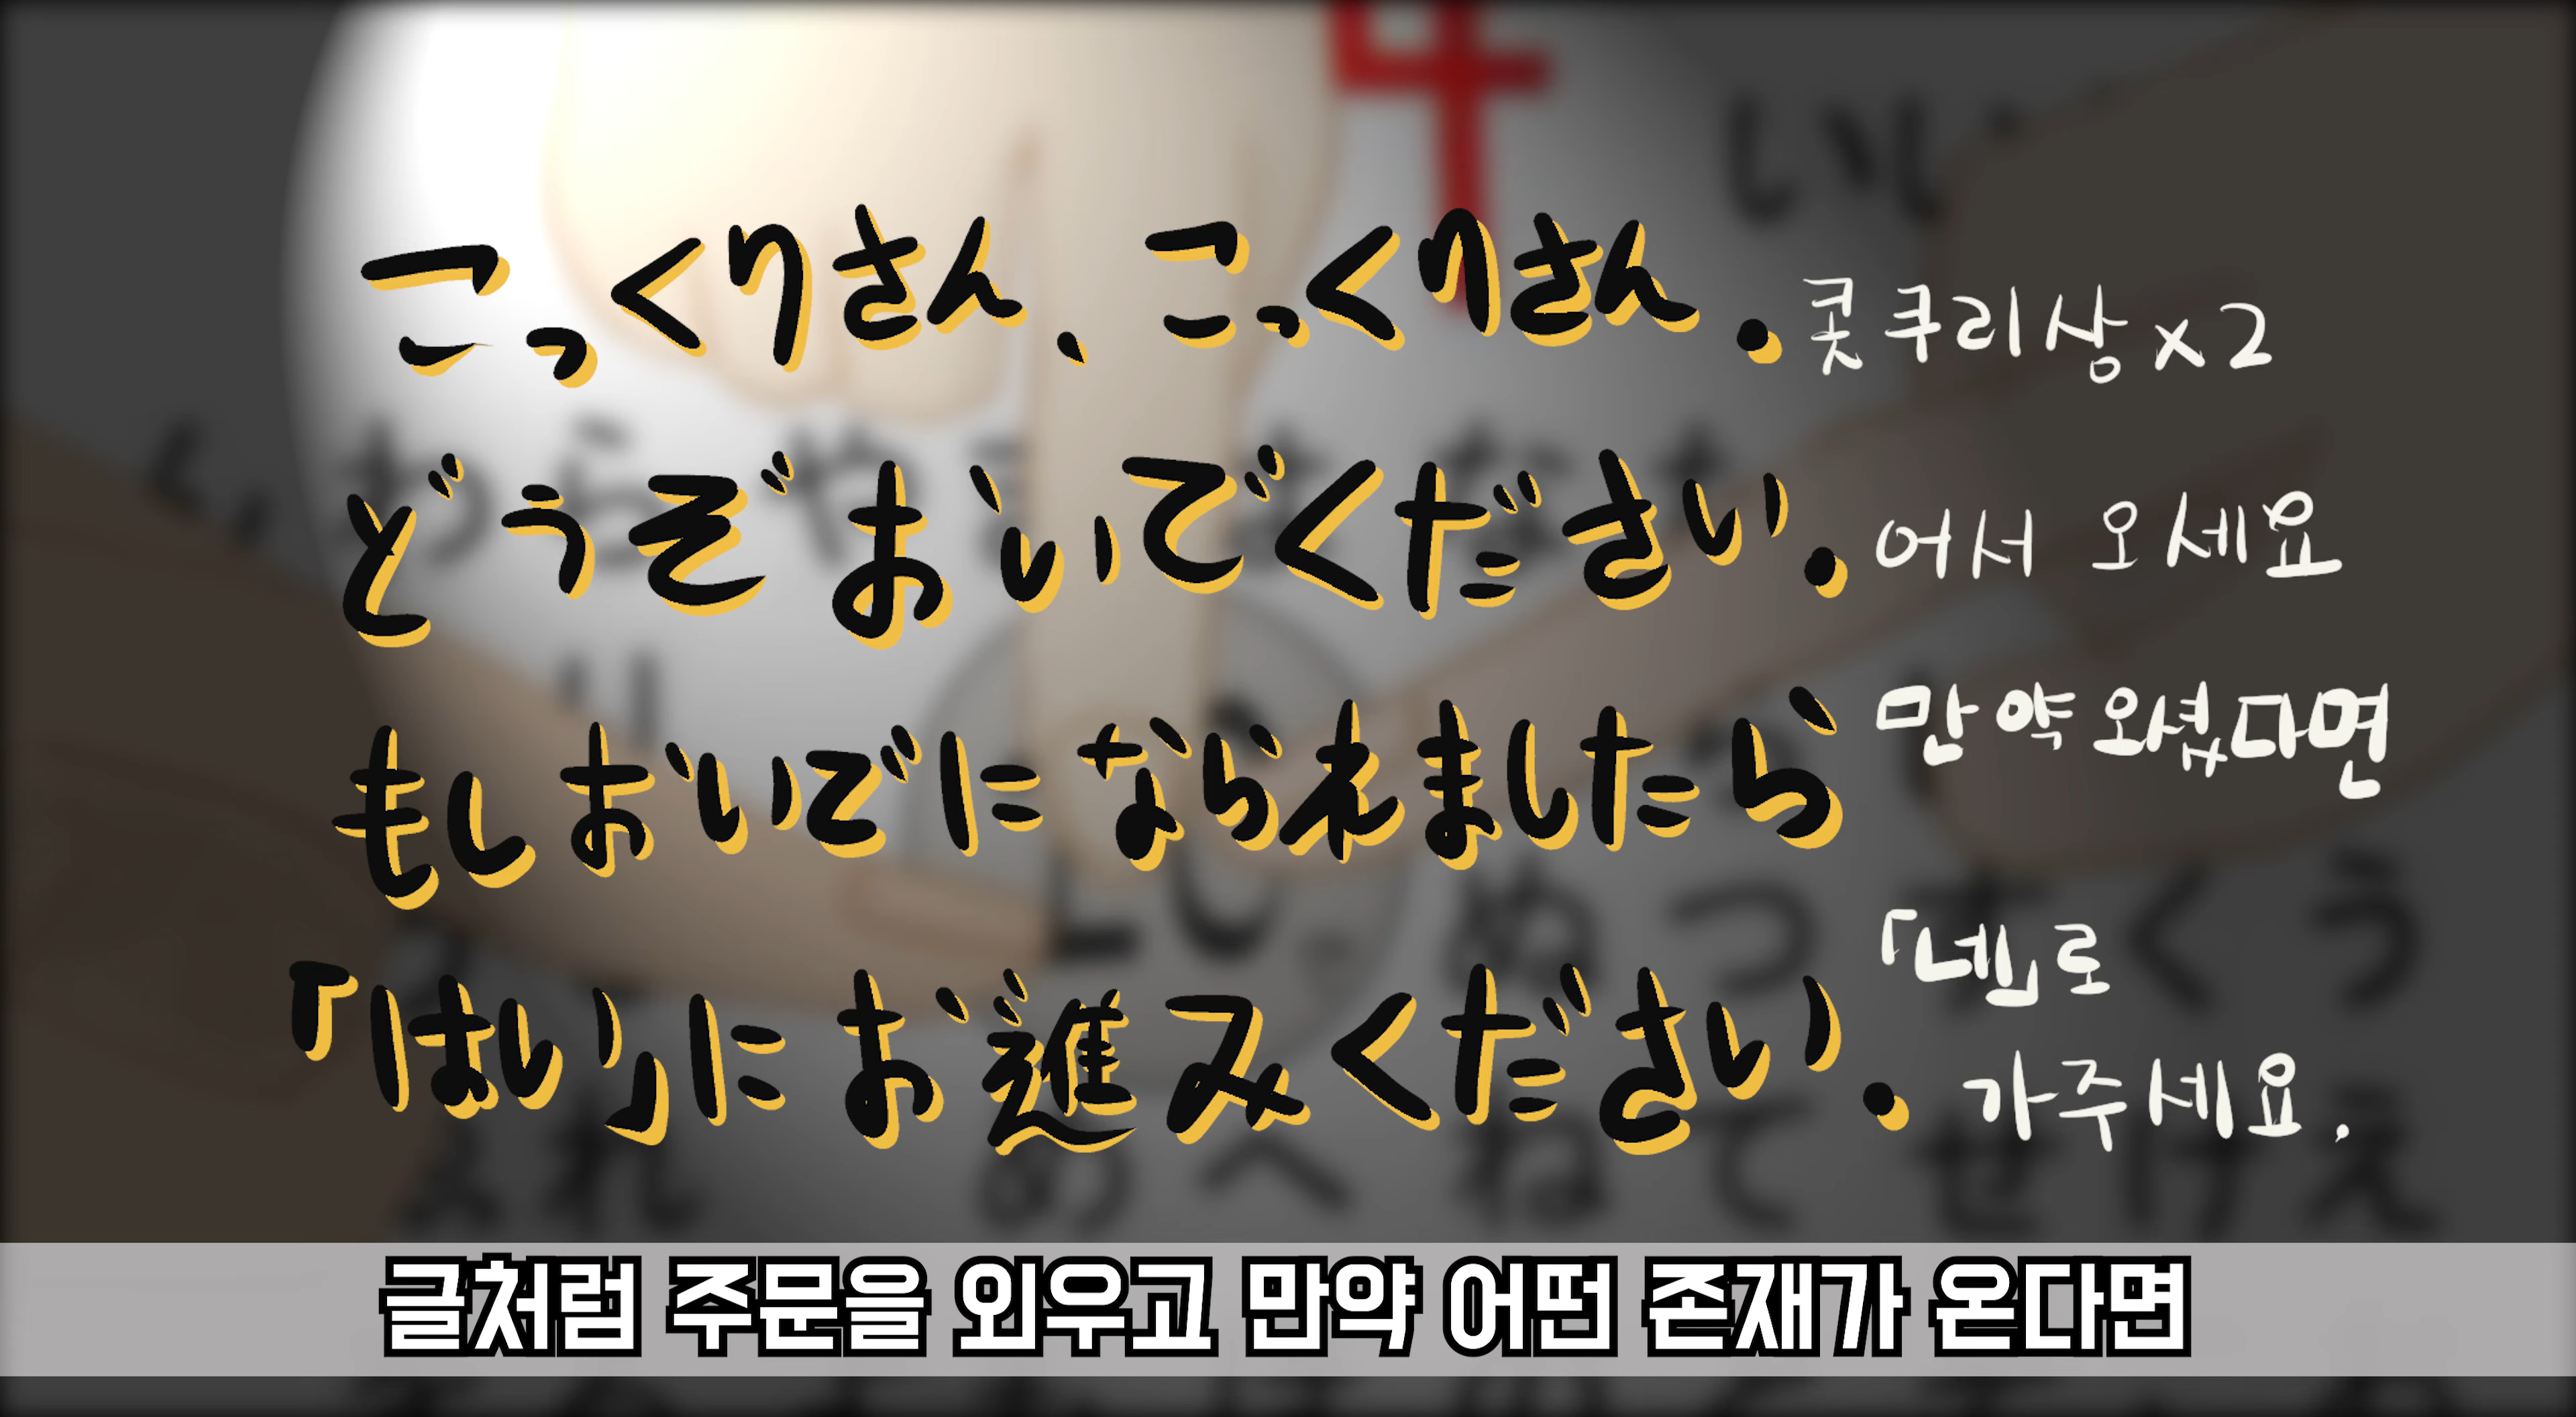 こっくりさん、こっくりさん. 콧쿠리상x2
どうぞおいでください. 어서 오세요
もしおいでになられましたら 만약 오셨다면
「はい」にお進みください. 「넵」로
가주세요.
글처럼 주문을 외우고 만약 어떤 존재가 온다면